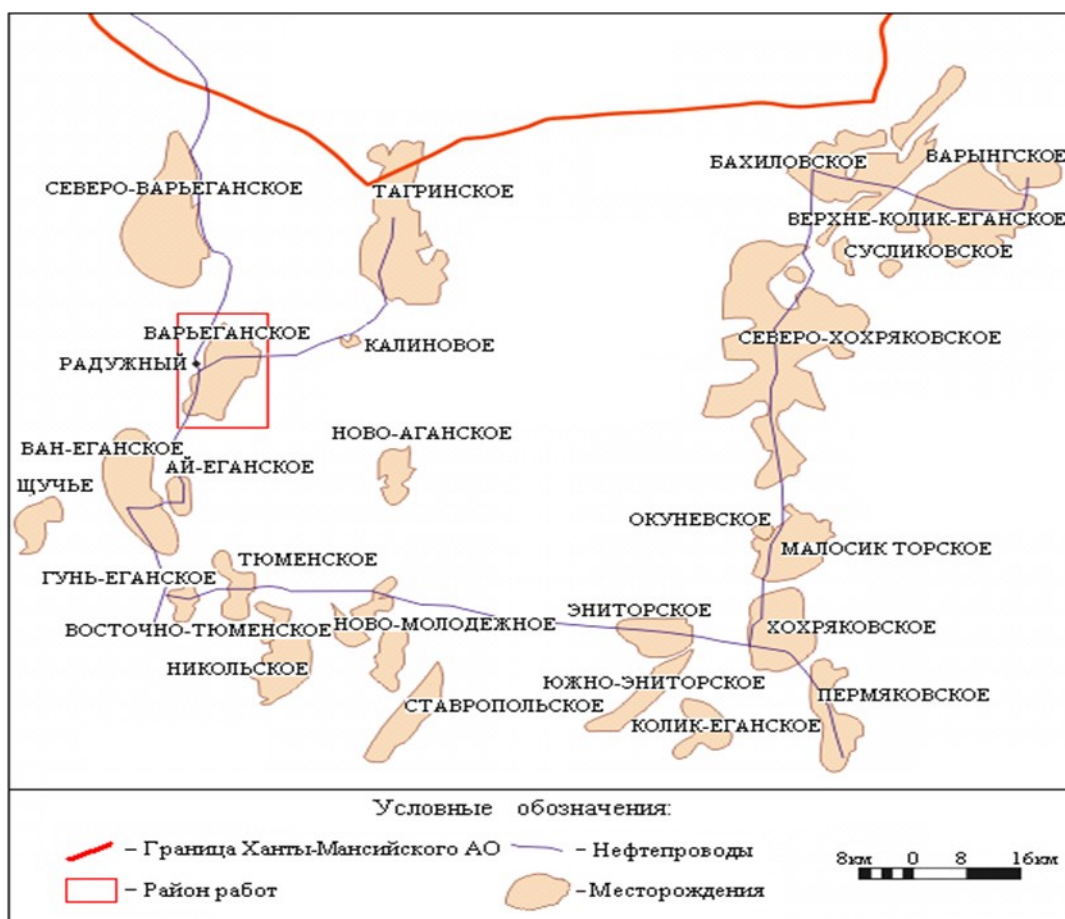 БАХИЛОВСКОЕ
ВАРЫНГСКОЕ
СЕВЕРО-ВАРЬЕГАНСКОЕ
ТАГРИНСКОЕ
ВЕРХНЕ-КОЛИК-ЕГАНСКОЕ
СУСЛИКОВСКОЕ
ВАРЬЕГАНСКОЕ
СЕВЕРО-ХОХРЯКОВСКОЕ
КАЛИНОВОЕ
РАДУЖНЫЙ
НОВО-АГАНСКОЕ
ВАН-ЕГАНСКОЕ
АЙ-ЕГАНСКОЕ
ЩУЧЬЕ
ОКУНЕВСКОЕ
МАЛОСИК ТОРСКОЕ
ТЮМЕНСКОЕ
ГУНЬ-ЕГАНСКОЕ
ЭНИТОРСКОЕ
ВОСТОЧНО-ТЮМЕНСКОЕ
НОВО-МОЛОДЕЖНОЕ
ХОХРЯКОВСКОЕ
НИКОЛЬСКОЕ
ЮЖНО-ЭНИТОРСКОЕ
ПЕРМЯКОВСКОЕ
СТАВРОПОЛЬСКОЕ
КОЛИК-ЕГАНСКОЕ
Условные обозначения:
– Граница Ханты-Мансийского АО
– Нефтепроводы
8км 0 8 16км
– Район работ
– Месторождения